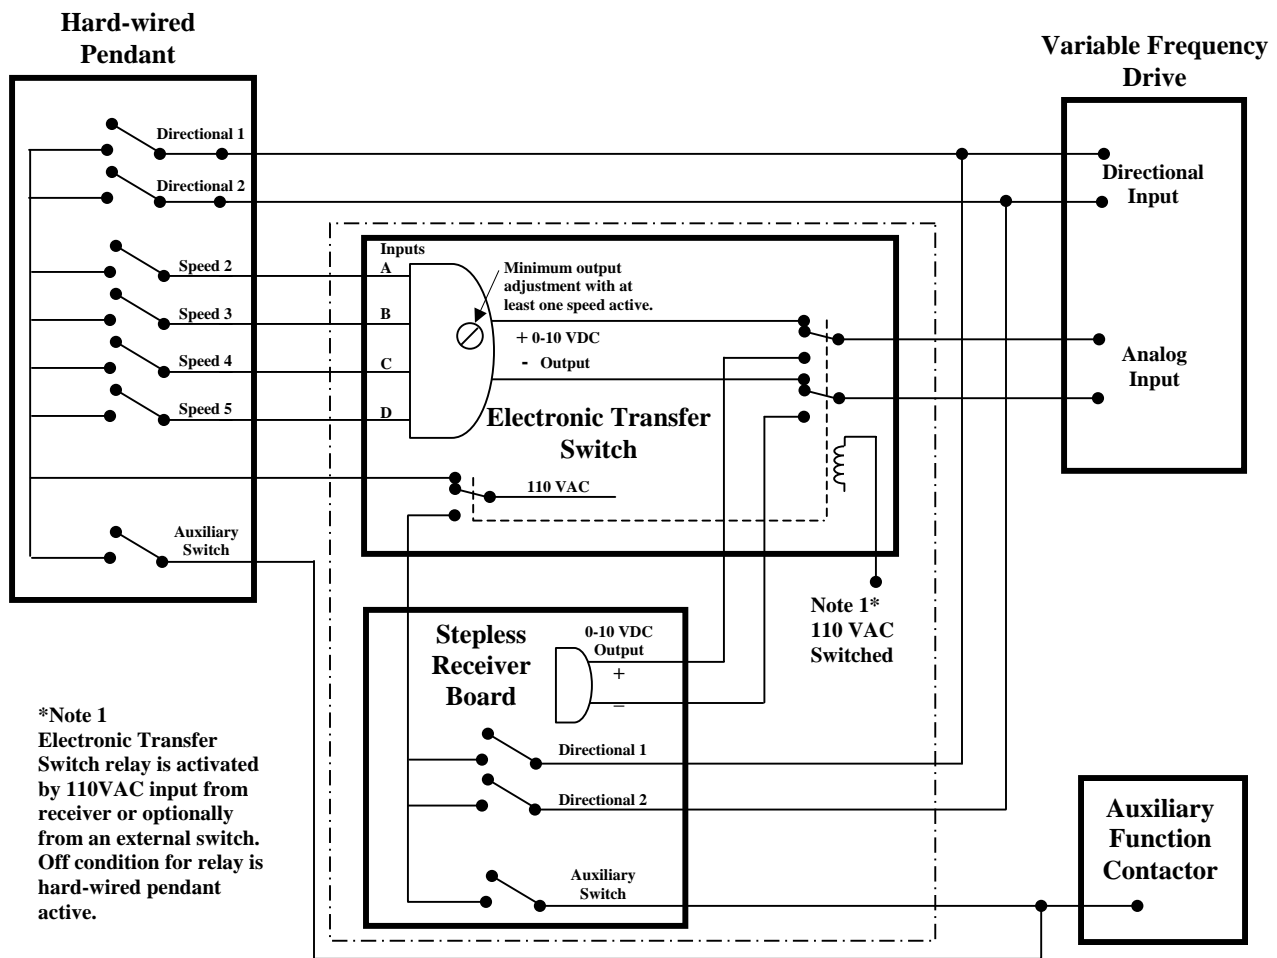 Hard-wired
Pendant
Variable Frequency
Drive
Directional 1
Directional 2
Speed 2
Speed 3
Speed 4
Speed 5
Auxiliary
Switch
Inputs
A
B
C
D
Minimum output
adjustment with at
least one speed active.
+ 0-10 VDC
- Output
Electronic Transfer
Switch
110 VAC
Directional
Input
Analog
Input
Note 1*
110 VAC
Switched
Stepless
Receiver
Board
0-10 VDC
Output
+
–
Directional 1
Directional 2
Auxiliary
Switch
*Note 1
Electronic Transfer
Switch relay is activated
by 110VAC input from
receiver or optionally
from an external switch.
Off condition for relay is
hard-wired pendant
active.
Auxiliary
Function
Contactor